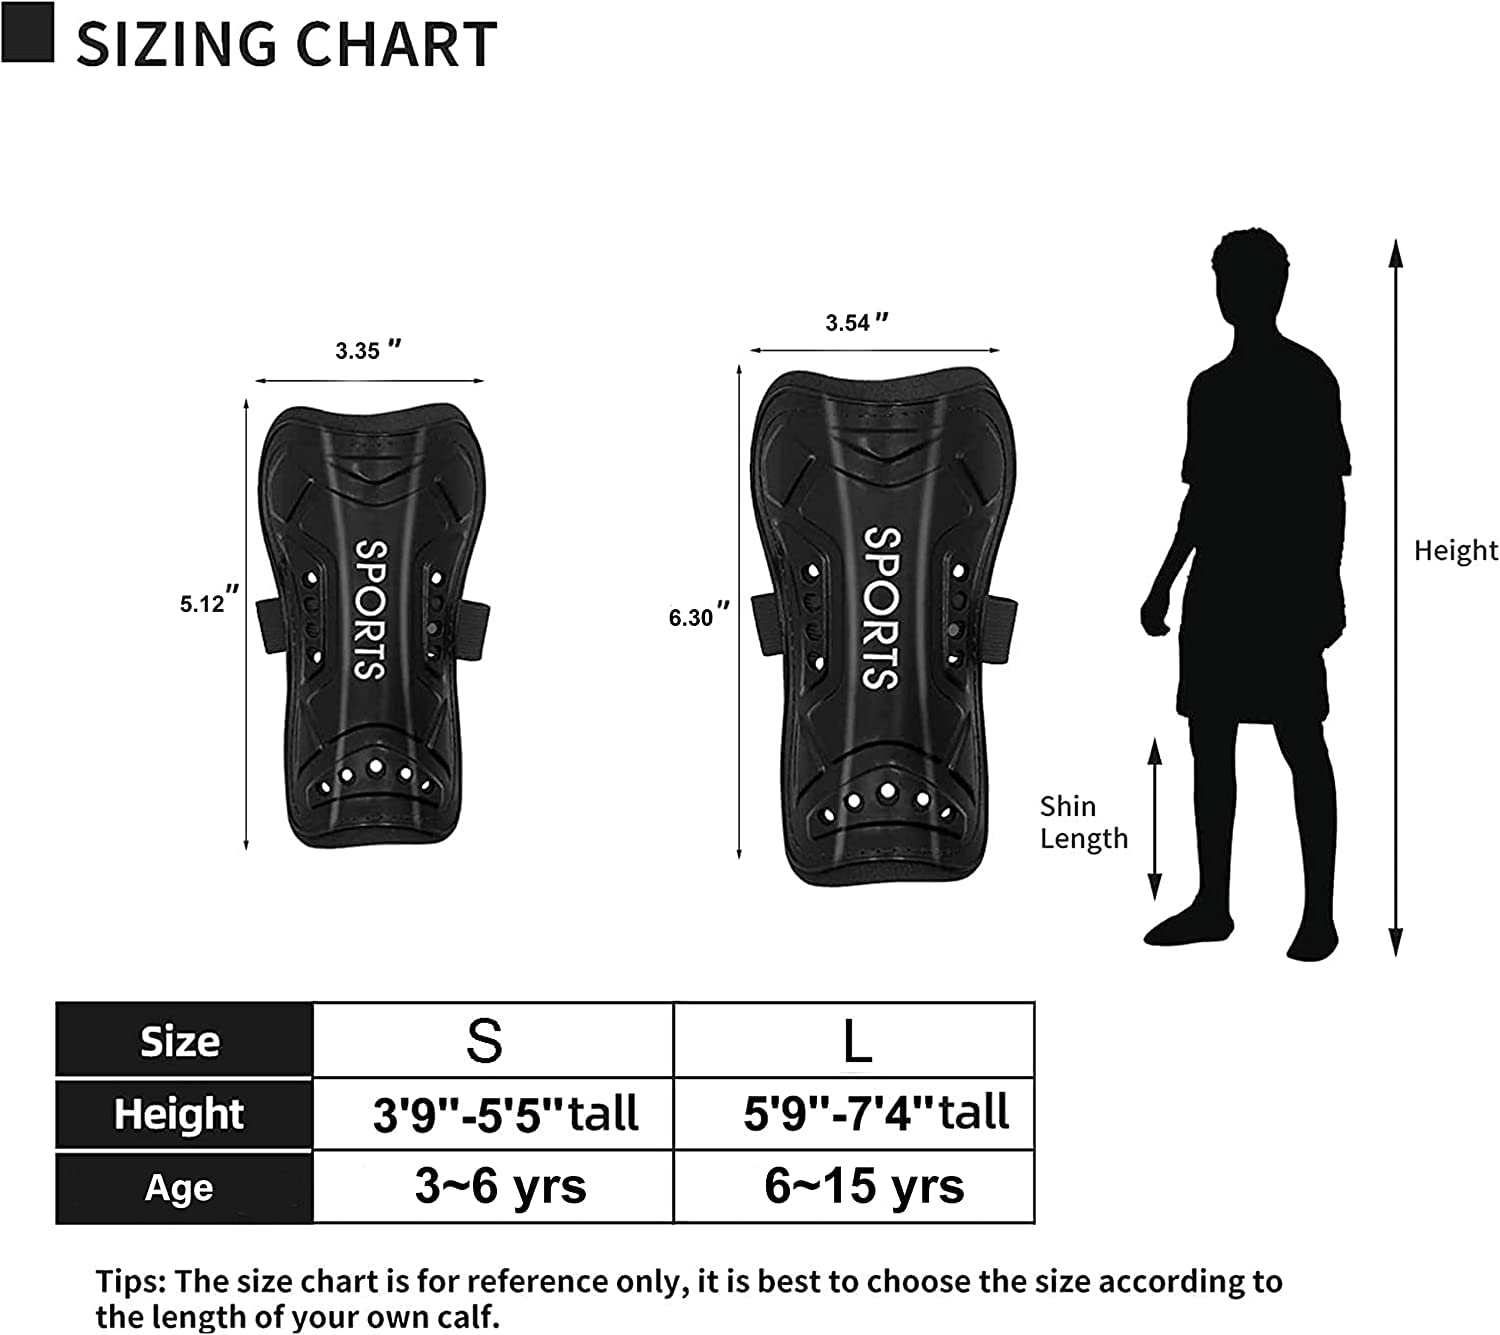 SIZING CHART
3.35 "
3.54 "
5.12"
6.30"
SPORTS
SPORTS
Height
Shin
Length
Size S L
Height 3'9"-5'5"tall 5'9"-7'4"tall
Age 3~6 yrs 6~15 yrs
Tips: The size chart is for reference only, it is best to choose the size according to
the length of your own calf.